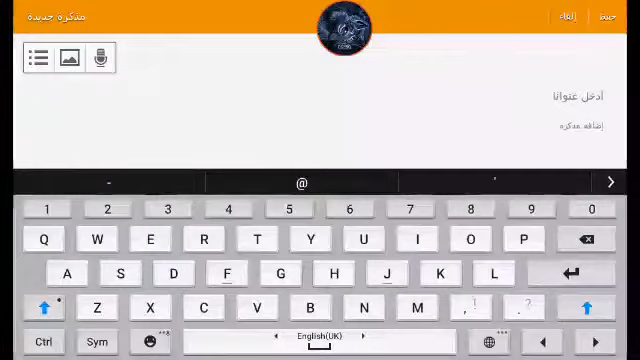 مذكرة جديدة
إلغاء
حفظ
أدخل عنوانا
إضافة مذكرة
- @ '
1 2 3 4 5 6 7 8 9 0
Q W E R T Y U I O P
A S D F G H J K L
Z X C V B N M , ! . ?
Ctrl Sym English(UK)